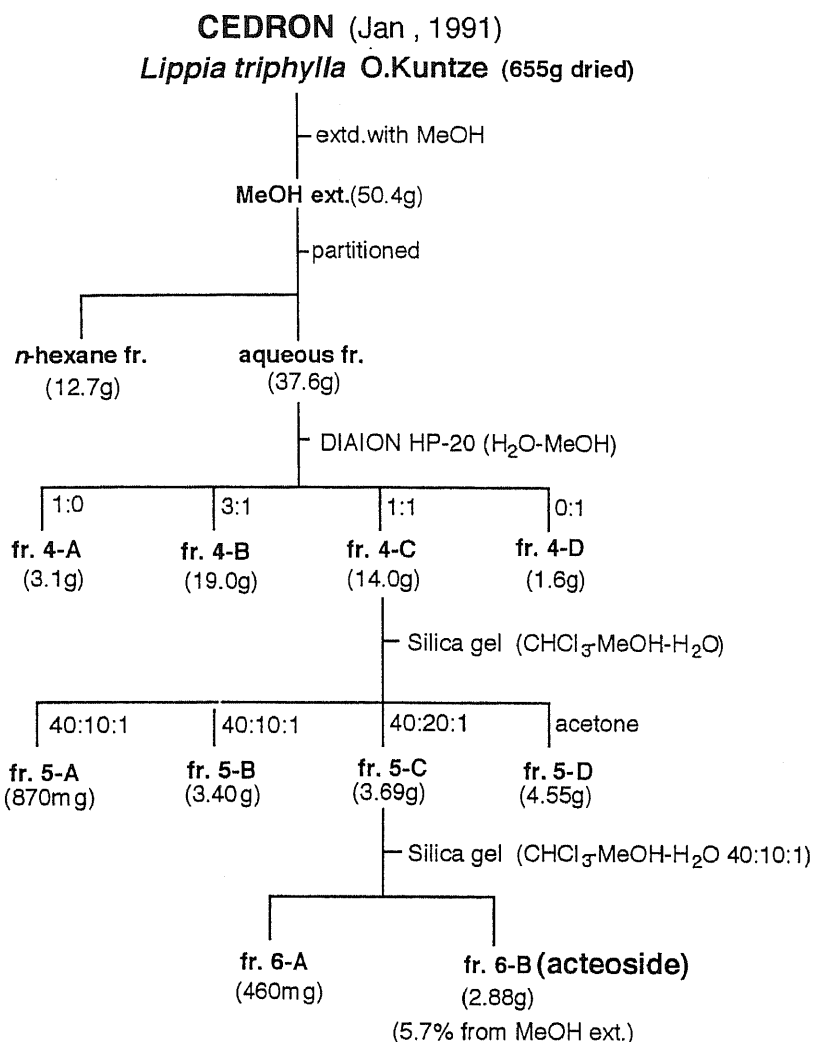 CEDRON (Jan , 1991)
Lippia triphylla O.Kuntze (655g dried)
extd.with MeOH
MeOH ext.(50.4g)
partitioned
n-hexane fr. aqueous fr.
(12.7g) (37.6g)
DIAION HP-20 (H2O-MeOH)
1:0 3:1 1:1 0:1
fr. 4-A fr. 4-B fr. 4-C fr. 4-D
(3.1g) (19.0g) (14.0g) (1.6g)
Silica gel (CHCl3-MeOH-H2O)
40:10:1 40:10:1 40:20:1 acetone
fr. 5-A fr. 5-B fr. 5-C fr. 5-D
(870mg) (3.40g) (3.69g) (4.55g)
Silica gel (CHCl3-MeOH-H2O 40:10:1)
fr. 6-A fr. 6-B (acteoside)
(460mg) (2.88g)
(5.7% from MeOH ext.)